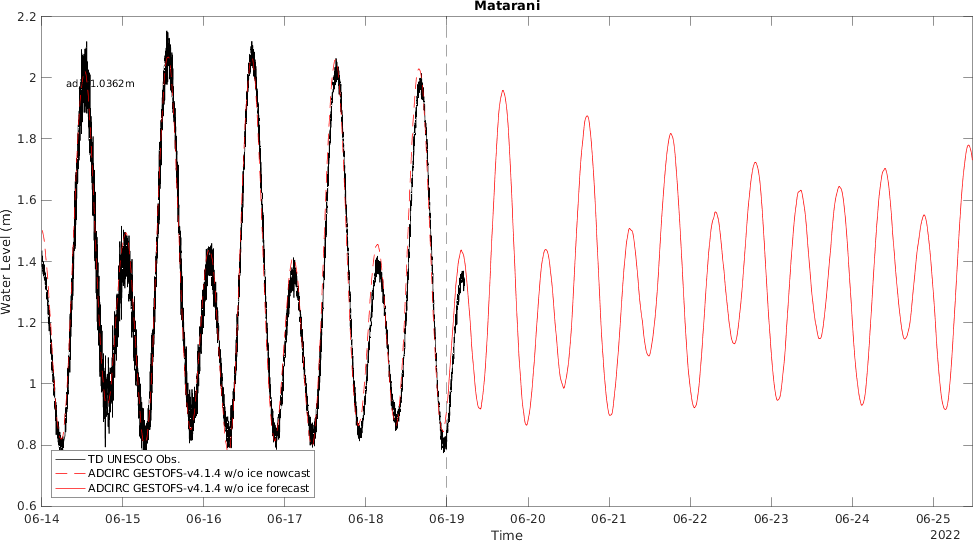 Matarani
2.2
2
1.8
1.6
1.4
1.2
1
0.8
0.6
Water Level (m)
TD UNESCO Obs.
ADCIRC GESTOFS-v4.1.4 w/o ice nowcast
ADCIRC GESTOFS-v4.1.4 w/o ice forecast
06-14 06-15 06-16 06-17 06-18 06-19 06-20 06-21 06-22 06-23 06-24 06-25
Time
2022